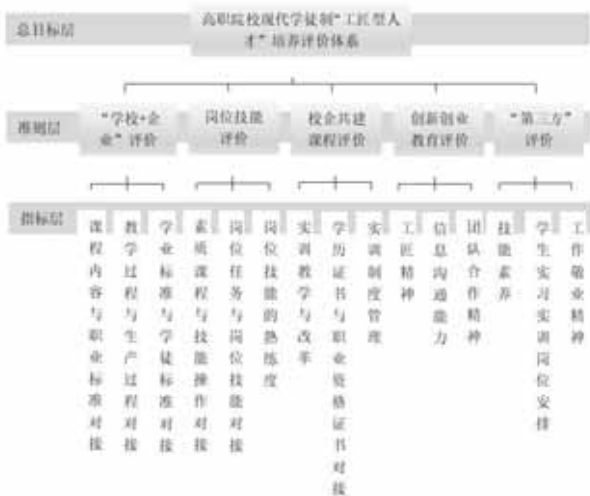 总目标层
高职院校现代学徒制“工匠型人
才”培养评价体系
准则层
“学校+企
业”评价
岗位技能
评价
校企共建
课程评价
创新创业
教育评价
“第三方”
评价
指标层
课程内容与职业标准对接
教学过程与生产过程对接
学业标准与学徒标准对接
素质课程与技能操作对接
岗位任务与岗位技能对接
岗位技能的熟练度
实训教学与改革
学历证书与职业资格证书对接
实训制度管理
工匠精神
信息沟通能力
团队合作精神
技能素养
学生实习实训岗位安排
工作敬业精神